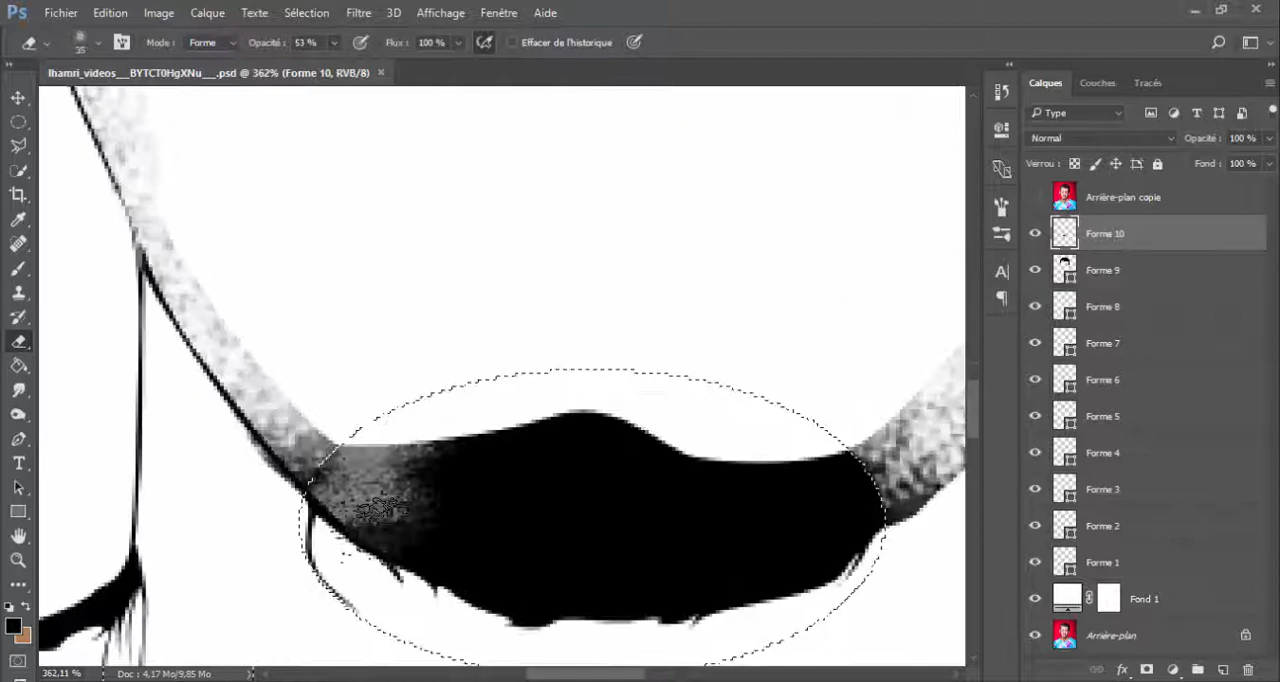 Ps Fichier Edition Image Calque Texte Sélection Filtre 3D Affichage Fenêtre Aide
35 Mode : Forme Opacité : 53 % Flux : 100 % Effacer de l'historique
lhamri_videos__BYTCT0HgXNu__.psd @ 362% (Forme 10, RVB/8) ×
Calques Couches Tracés
Type
Normal Opacité : 100 %
Verrou : Fond : 100 %
Arrière-plan copie
Forme 10
Forme 9
Forme 8
Forme 7
Forme 6
Forme 5
Forme 4
Forme 3
Forme 2
Forme 1
Fond 1
Arrière-plan
362,11 % Doc : 4,17 Mo/9,85 Mo